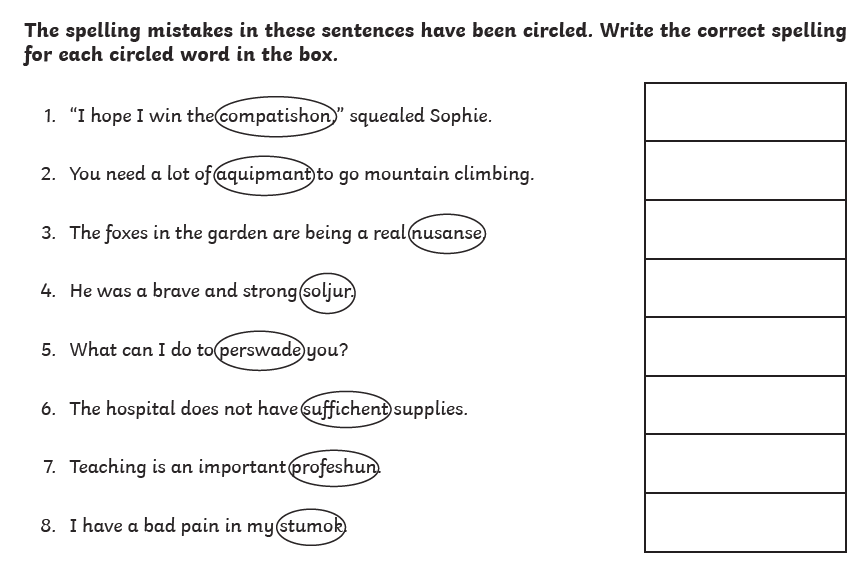 The spelling mistakes in these sentences have been circled. Write the correct spelling
for each circled word in the box.
1. “I hope I win the compatishon,” squealed Sophie.
2. You need a lot of aquipmant to go mountain climbing.
3. The foxes in the garden are being a real nusanse.
4. He was a brave and strong soljur.
5. What can I do to perswade you?
6. The hospital does not have suffichent supplies.
7. Teaching is an important profeshun.
8. I have a bad pain in my stumok.